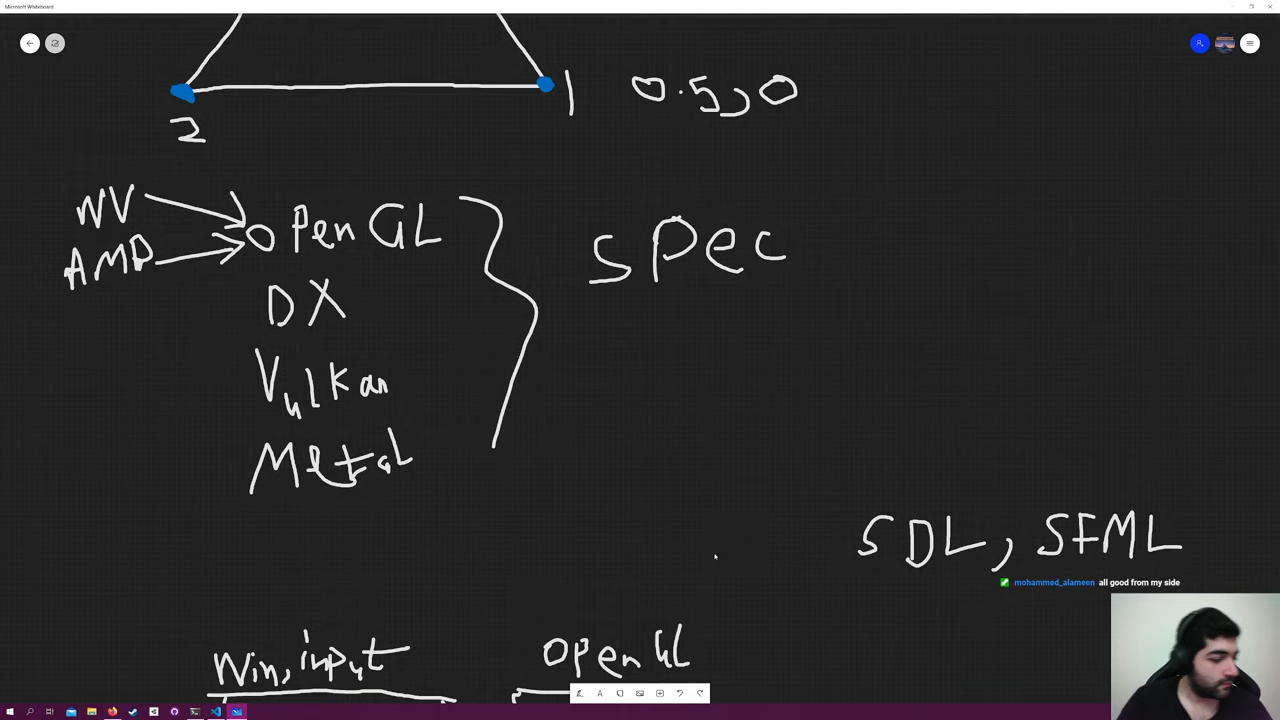 Microsoft Whiteboard
1 0.5,0
2
NV
OpenGL
AMD
spec
DX
Vulkan
Metal
SDL, SFML
mohammed_alameen all good from my side
Win, input
OpenGL